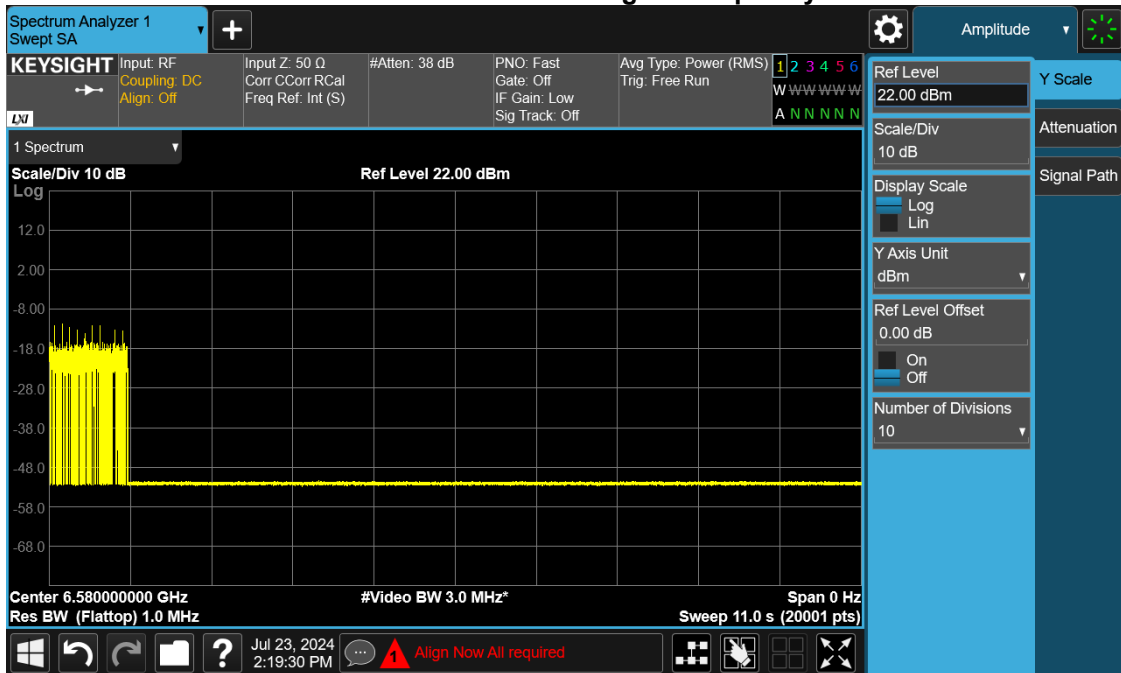 Spectrum Analyzer 1
Swept SA
+
Amplitude
KEYSIGHT
LXI
Input: RF
Coupling: DC
Align: Off
Input Z: 50 Ω
Corr CCorr RCal
Freq Ref: Int (S)
#Atten: 38 dB
PNO: Fast
Gate: Off
IF Gain: Low
Sig Track: Off
Avg Type: Power (RMS)
Trig: Free Run
1 2 3 4 5 6
W W W W W W
A N N N N N
1 Spectrum
Scale/Div 10 dB
Ref Level 22.00 dBm
Log
12.0
2.00
-8.00
-18.0
-28.0
-38.0
-48.0
-58.0
-68.0
Center 6.580000000 GHz
#Video BW 3.0 MHz*
Span 0 Hz
Res BW (Flattop) 1.0 MHz
Sweep 11.0 s (20001 pts)
Ref Level
22.00 dBm
Scale/Div
10 dB
Display Scale
Log
Lin
Y Axis Unit
dBm
Ref Level Offset
0.00 dB
On
Off
Number of Divisions
10
Y Scale
Attenuation
Signal Path
?
Jul 23, 2024
2:19:30 PM
1
Align Now All required